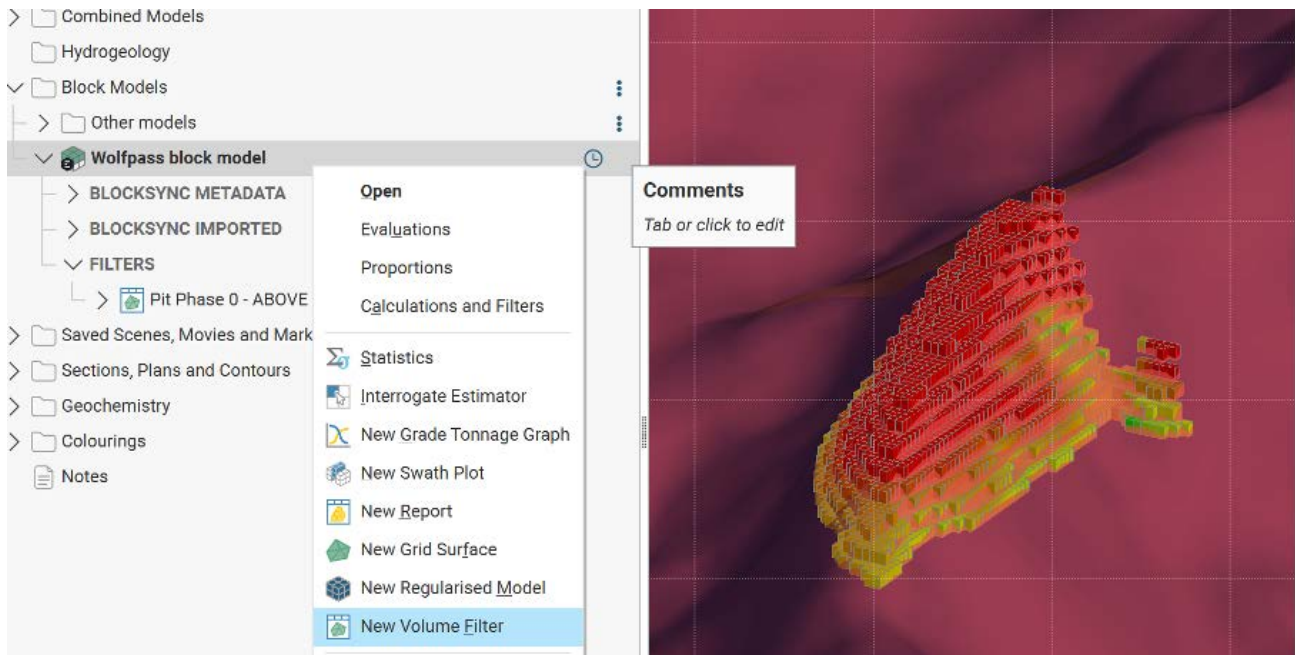 Combined Models
Hydrogeology
Block Models
Other models
Wolfpass block model
BLOCKSYNC METADATA
BLOCKSYNC IMPORTED
FILTERS
Pit Phase 0 - ABOVE
Saved Scenes, Movies and Mark
Sections, Plans and Contours
Geochemistry
Colourings
Notes
Open
Evaluations
Proportions
Calculations and Filters
Statistics
Interrogate Estimator
New Grade Tonnage Graph
New Swath Plot
New Report
New Grid Surface
New Regularised Model
New Volume Filter
Comments
Tab or click to edit